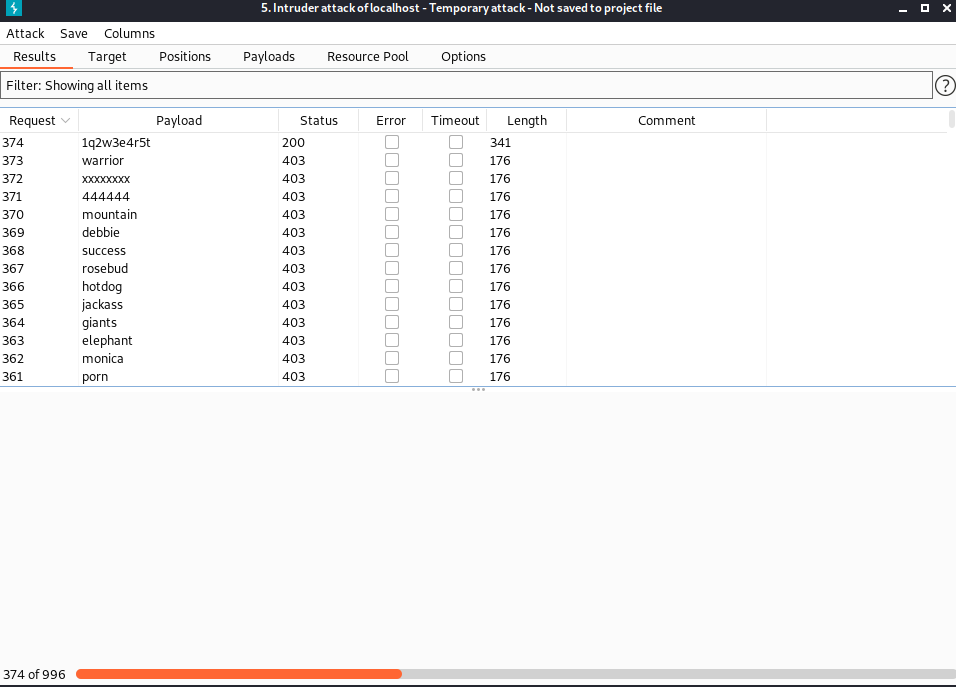 5. Intruder attack of localhost - Temporary attack - Not saved to project file
Attack Save Columns
Results Target Positions Payloads Resource Pool Options
Filter: Showing all items
?
Request Payload Status Error Timeout Length Comment
374 1q2w3e4r5t 200 341
373 warrior 403 176
372 xxxxxxxx 403 176
371 444444 403 176
370 mountain 403 176
369 debbie 403 176
368 success 403 176
367 rosebud 403 176
366 hotdog 403 176
365 jackass 403 176
364 giants 403 176
363 elephant 403 176
362 monica 403 176
361 porn 403 176
374 of 996